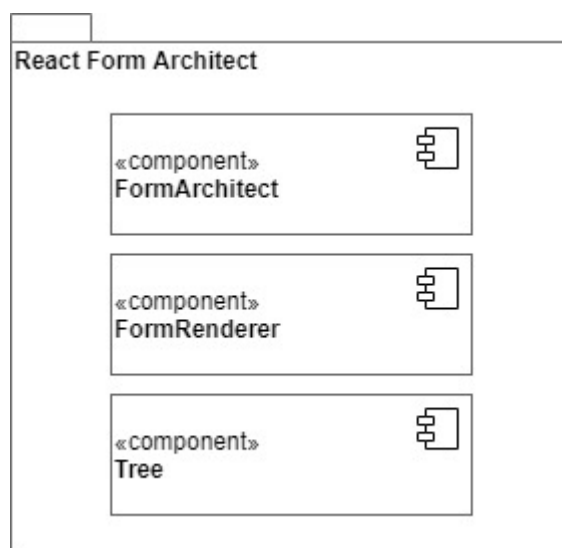 React Form Architect
«component»
FormArchitect
«component»
FormRenderer
«component»
Tree